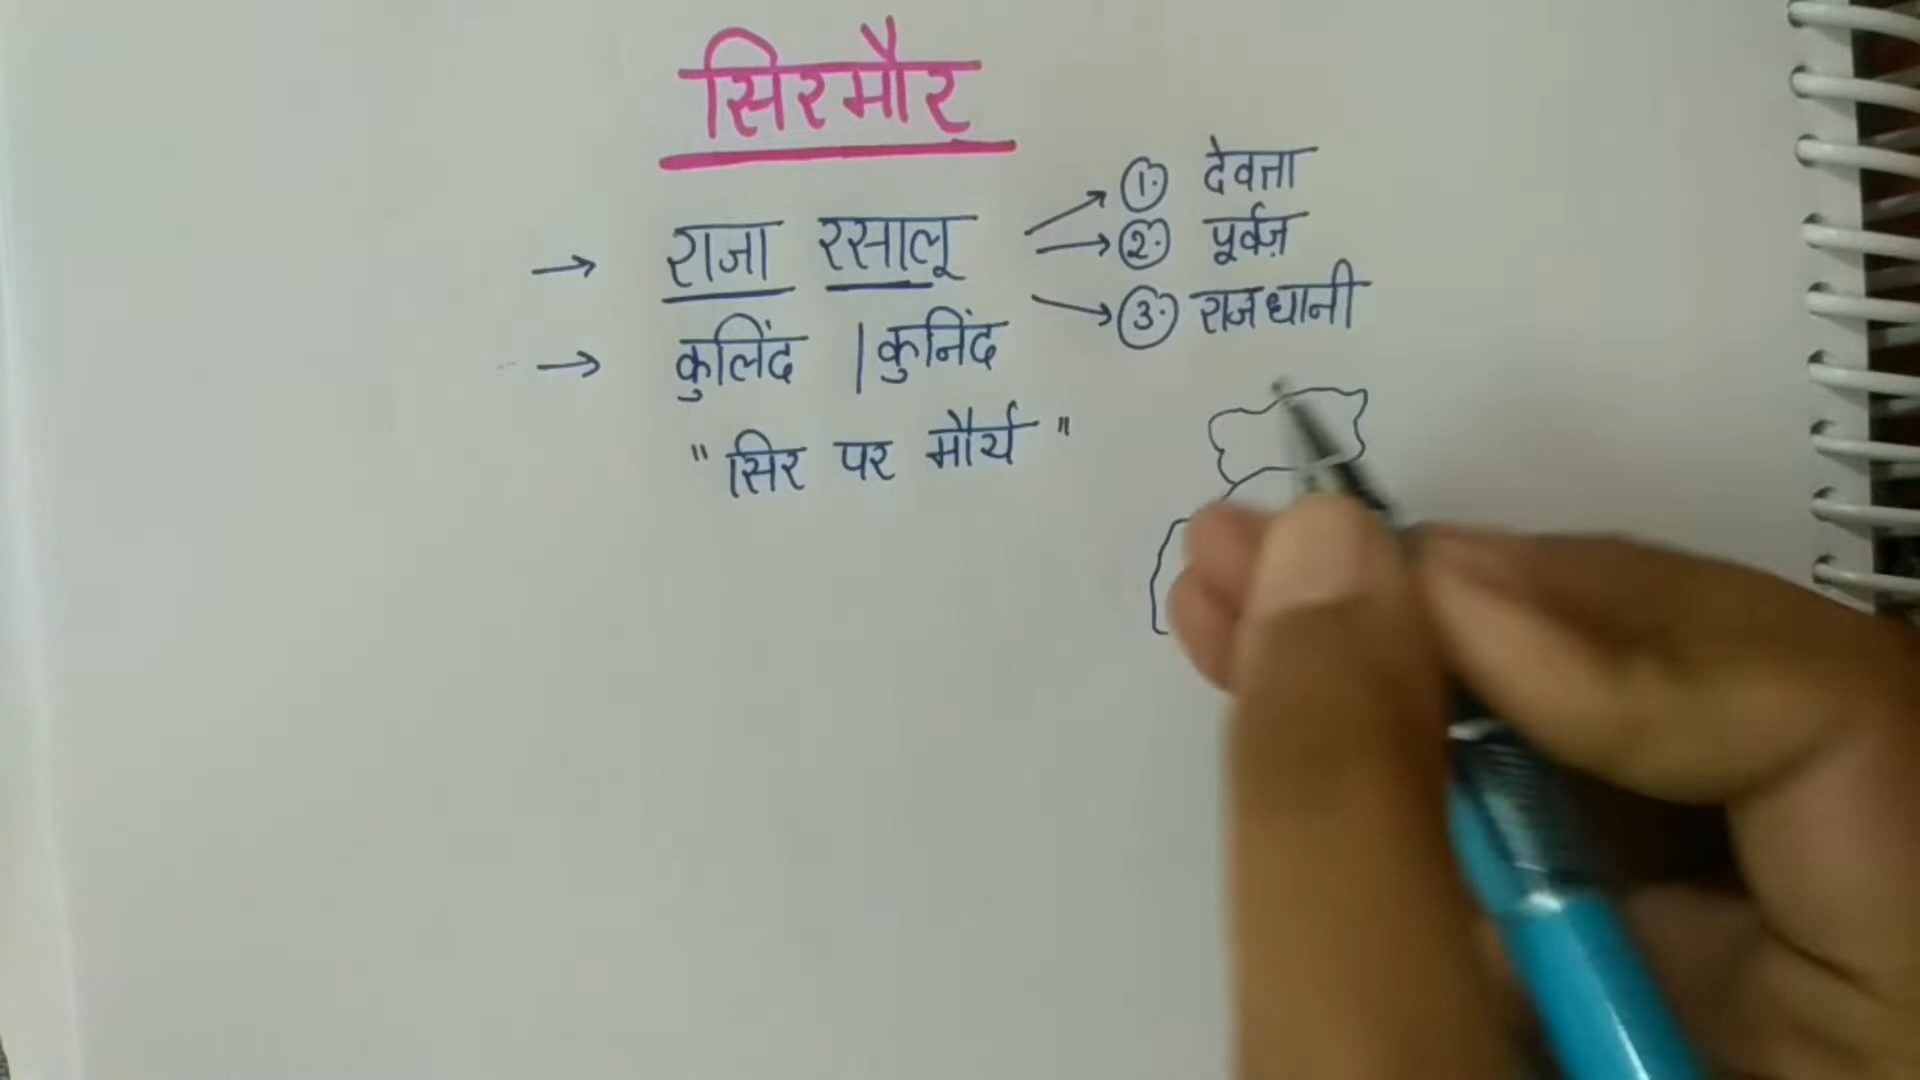 सिरमौर
→ राजा रसालू
→ ①. देवता
→ ②. पूर्वज़
→ ③. राजधानी
→ कुलिंद | कुनिंद
"सिर पर मौर्य"